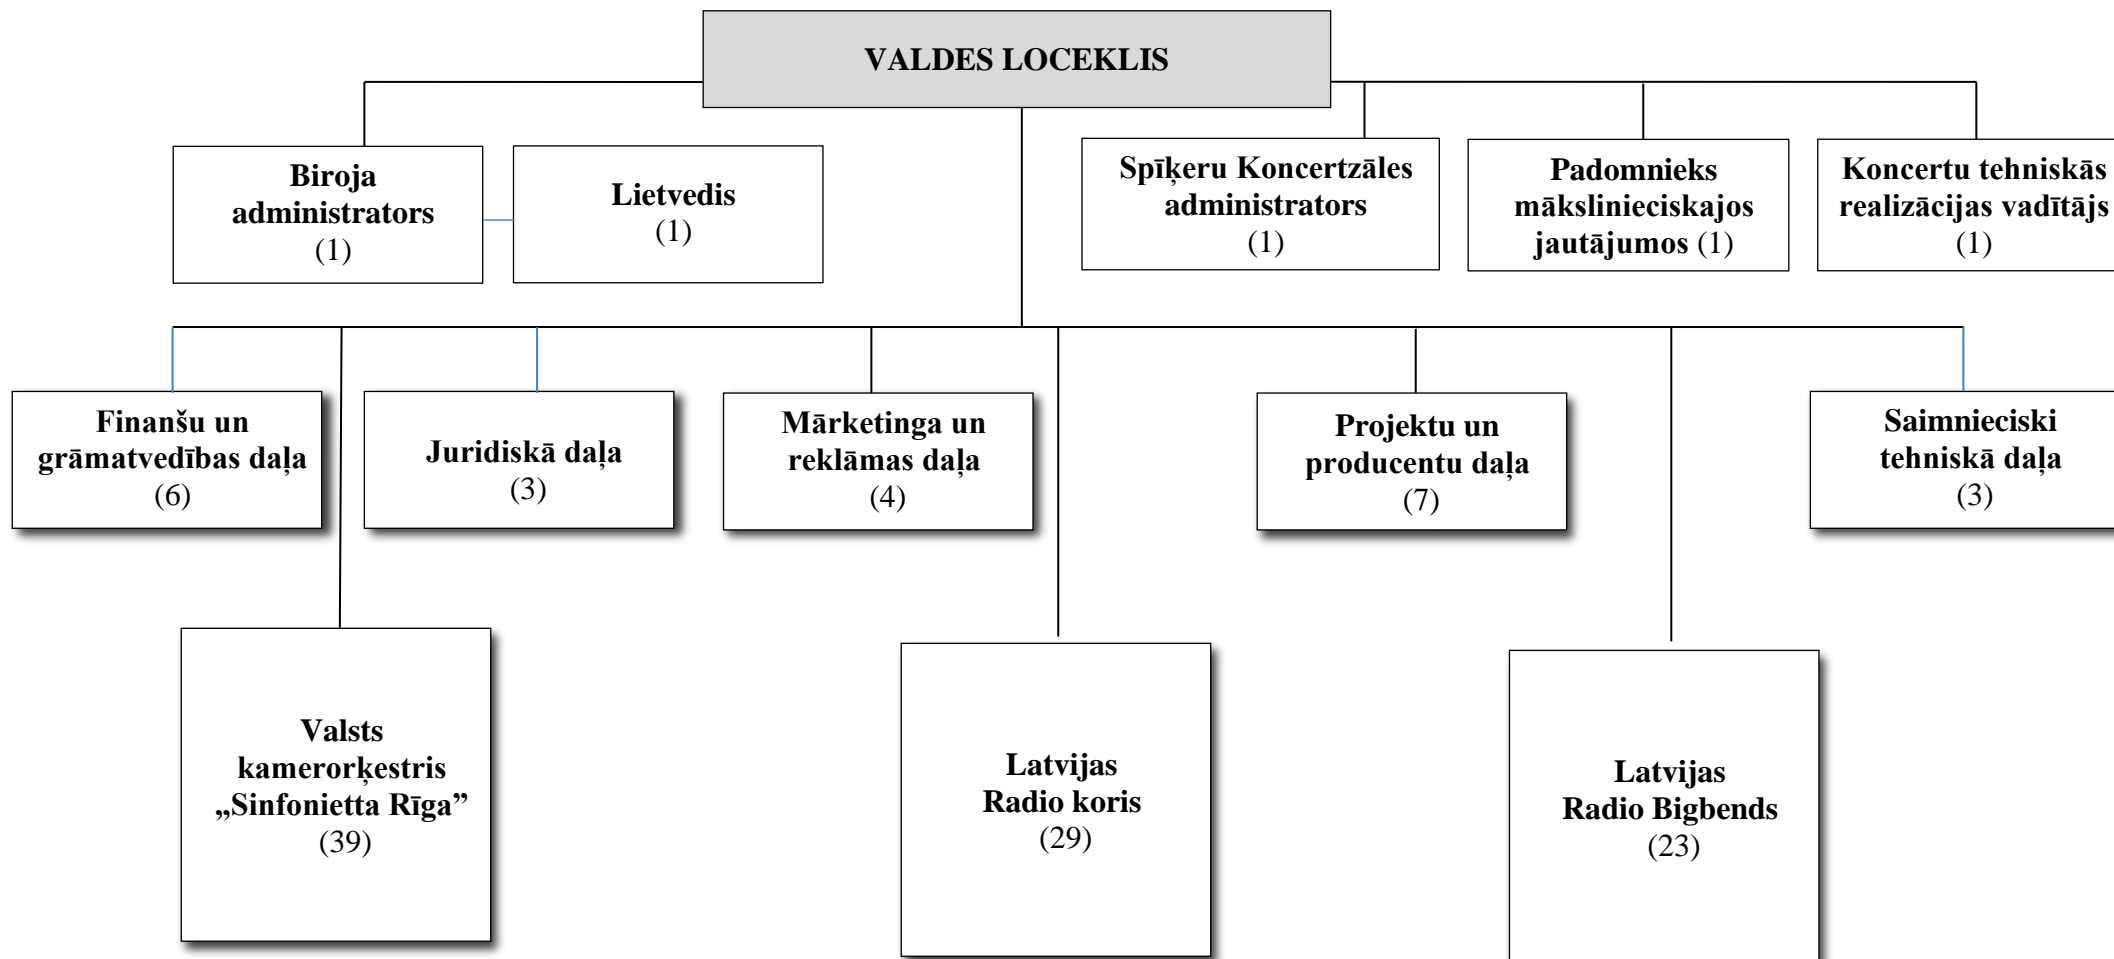 VALDES LOCEKLIS
Biroja
administrators
(1)
Lietvedis
(1)
Spīķeru Koncertzāles
administrators
(1)
Padomnieks
mākslinieciskajos
jautājumos (1)
Koncertu tehniskās
realizācijas vadītājs
(1)
Finanšu un
grāmatvedības daļa
(6)
Juridiskā daļa
(3)
Mārketinga un
reklāmas daļa
(4)
Projektu un
producentu daļa
(7)
Saimnieciski
tehniskā daļa
(3)
Valsts
kamerorķestris
„Sinfonietta Rīga”
(39)
Latvijas
Radio koris
(29)
Latvijas
Radio Bigbends
(23)